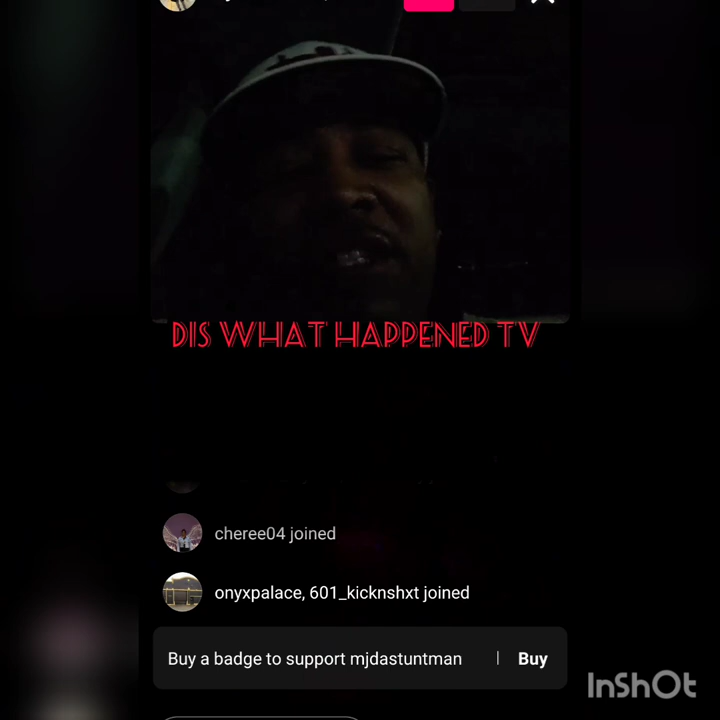 DIS WHAT HAPPENED TV
cheree04 joined
onyxpalace, 601_kicknshxt joined
Buy a badge to support mjdastuntman | Buy
InShOt